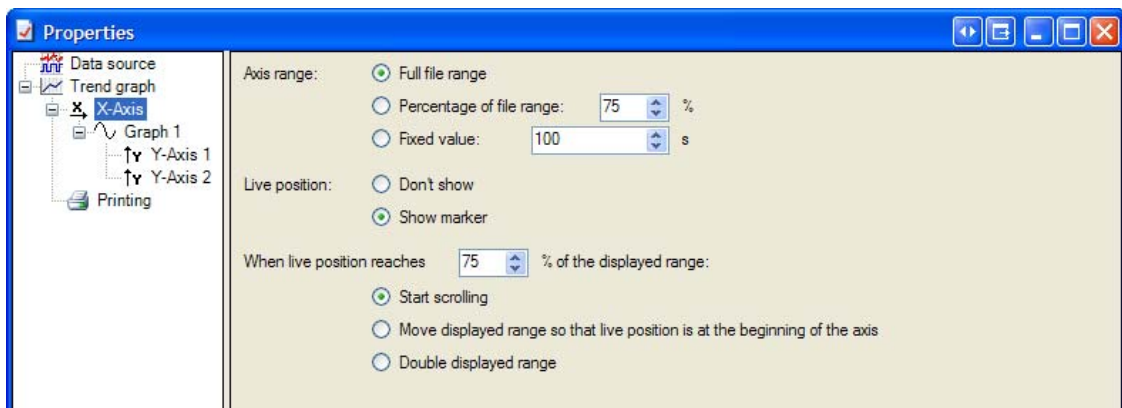 Properties
Data source
Trend graph
X-Axis
Graph 1
Y-Axis 1
Y-Axis 2
Printing
Axis range: Full file range
Percentage of file range: 75 %
Fixed value: 100 s
Live position: Don't show
Show marker
When live position reaches 75 % of the displayed range:
Start scrolling
Move displayed range so that live position is at the beginning of the axis
Double displayed range